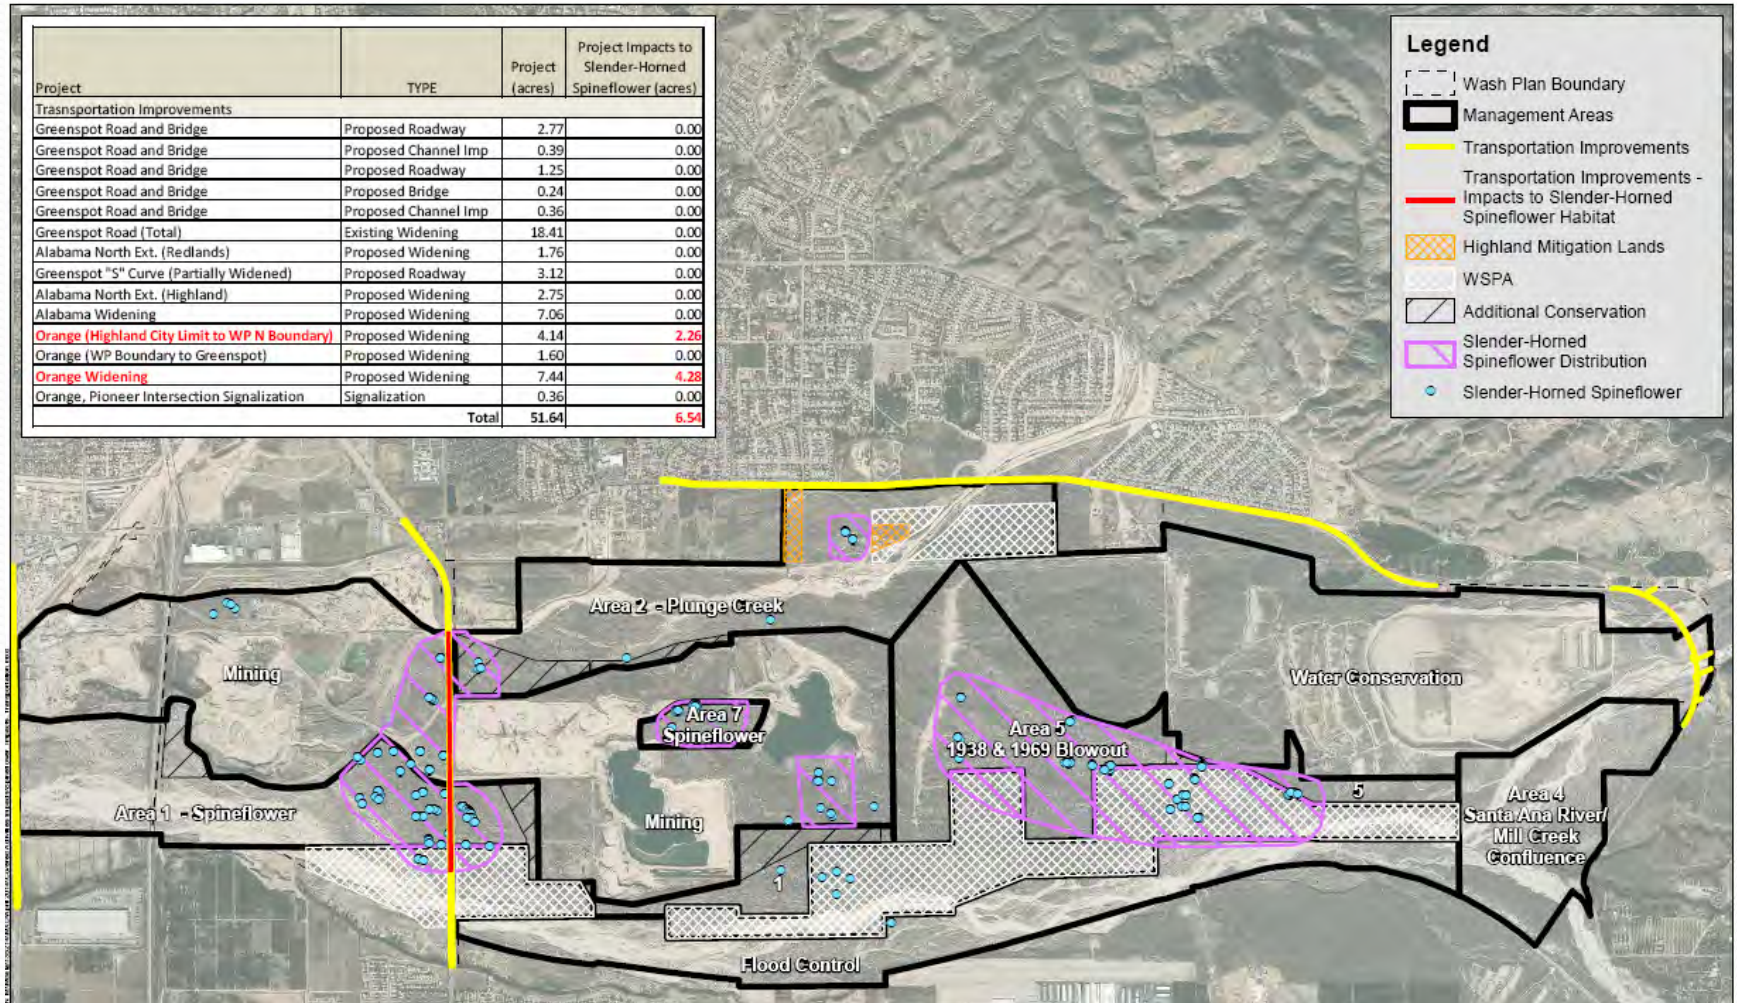 Project TYPE Project (acres) Project Impacts to Slender-Horned Spineflower (acres)
Trasnsportation Improvements
Greenspot Road and Bridge Proposed Roadway 2.77 0.00
Greenspot Road and Bridge Proposed Channel Imp 0.39 0.00
Greenspot Road and Bridge Proposed Roadway 1.25 0.00
Greenspot Road and Bridge Proposed Bridge 0.24 0.00
Greenspot Road and Bridge Proposed Channel Imp 0.36 0.00
Greenspot Road (Total) Existing Widening 18.41 0.00
Alabama North Ext. (Redlands) Proposed Widening 1.76 0.00
Greenspot "S" Curve (Partially Widened) Proposed Roadway 3.12 0.00
Alabama North Ext. (Highland) Proposed Widening 2.75 0.00
Alabama Widening Proposed Widening 7.06 0.00
Orange (Highland City Limit to WP N Boundary) Proposed Widening 4.14 2.26
Orange (WP Boundary to Greenspot) Proposed Widening 1.60 0.00
Orange Widening Proposed Widening 7.44 4.28
Orange, Pioneer Intersection Signalization Signalization 0.36 0.00
Total 51.64 6.54
Legend
Wash Plan Boundary
Management Areas
Transportation Improvements
Transportation Improvements -
Impacts to Slender-Horned
Spineflower Habitat
Highland Mitigation Lands
WSPA
Additional Conservation
Slender-Horned
Spineflower Distribution
Slender-Horned Spineflower
Area 2 - Plunge Creek
Mining
Water Conservation
Area 7
Spineflower
Area 5
1938 & 1969 Blowout
5
Area 4
Santa Ana River/
Mill Creek
Confluence
Area 1 - Spineflower
Mining
1
Flood Control